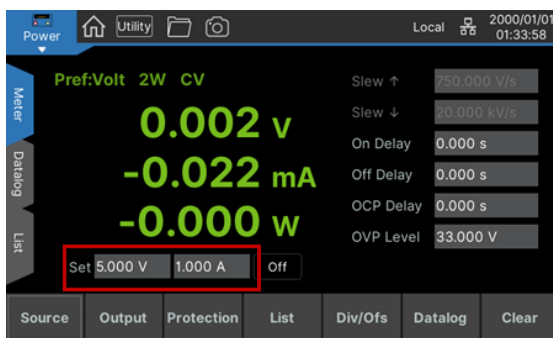 Power Utility Local 2000/01/01
01:33:58
Meter
Datalog
List
Pref:Volt 2W CV
0.002 V
-0.022 mA
-0.000 W
Set 5.000 V 1.000 A Off
Slew ↑ 750.000 V/s
Slew ↓ 20.000 kV/s
On Delay 0.000 s
Off Delay 0.000 s
OCP Delay 0.000 s
OVP Level 33.000 V
Source Output Protection List Div/Ofs Datalog Clear